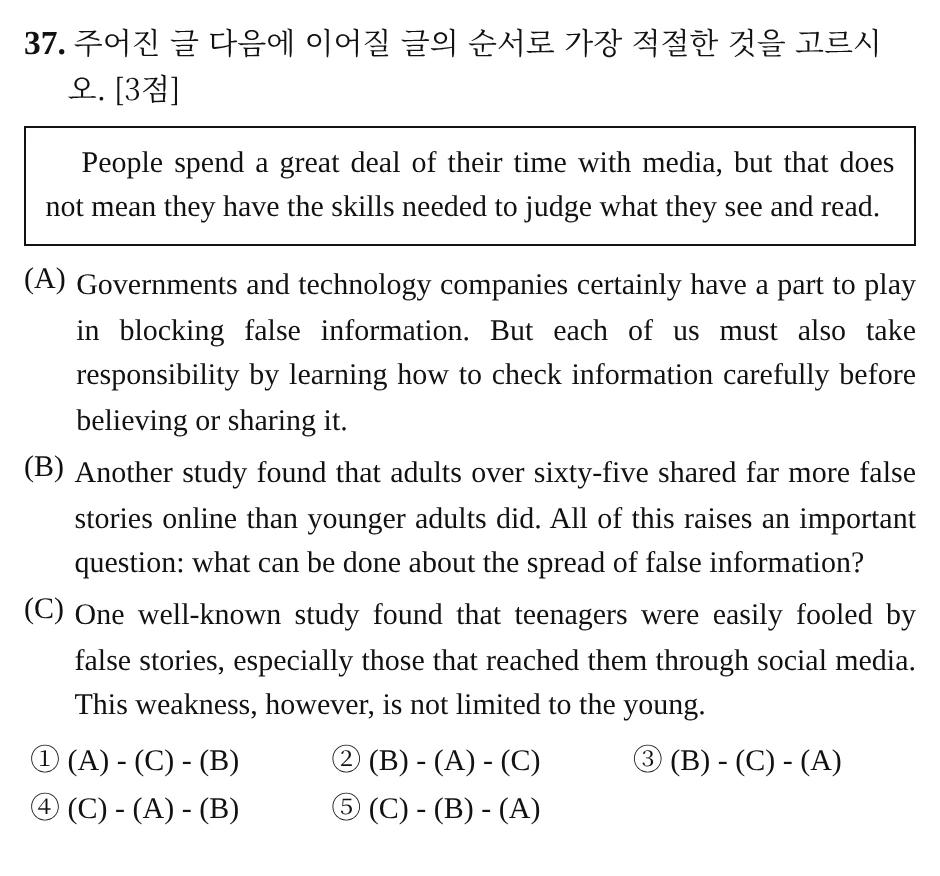 37. 주어진 글 다음에 이어질 글의 순서로 가장 적절한 것을 고르시
오. [3점]
People spend a great deal of their time with media, but that does
not mean they have the skills needed to judge what they see and read.
(A) Governments and technology companies certainly have a part to play
in blocking false information. But each of us must also take
responsibility by learning how to check information carefully before
believing or sharing it.
(B) Another study found that adults over sixty-five shared far more false
stories online than younger adults did. All of this raises an important
question: what can be done about the spread of false information?
(C) One well-known study found that teenagers were easily fooled by
false stories, especially those that reached them through social media.
This weakness, however, is not limited to the young.
① (A) - (C) - (B) ② (B) - (A) - (C) ③ (B) - (C) - (A)
④ (C) - (A) - (B) ⑤ (C) - (B) - (A)